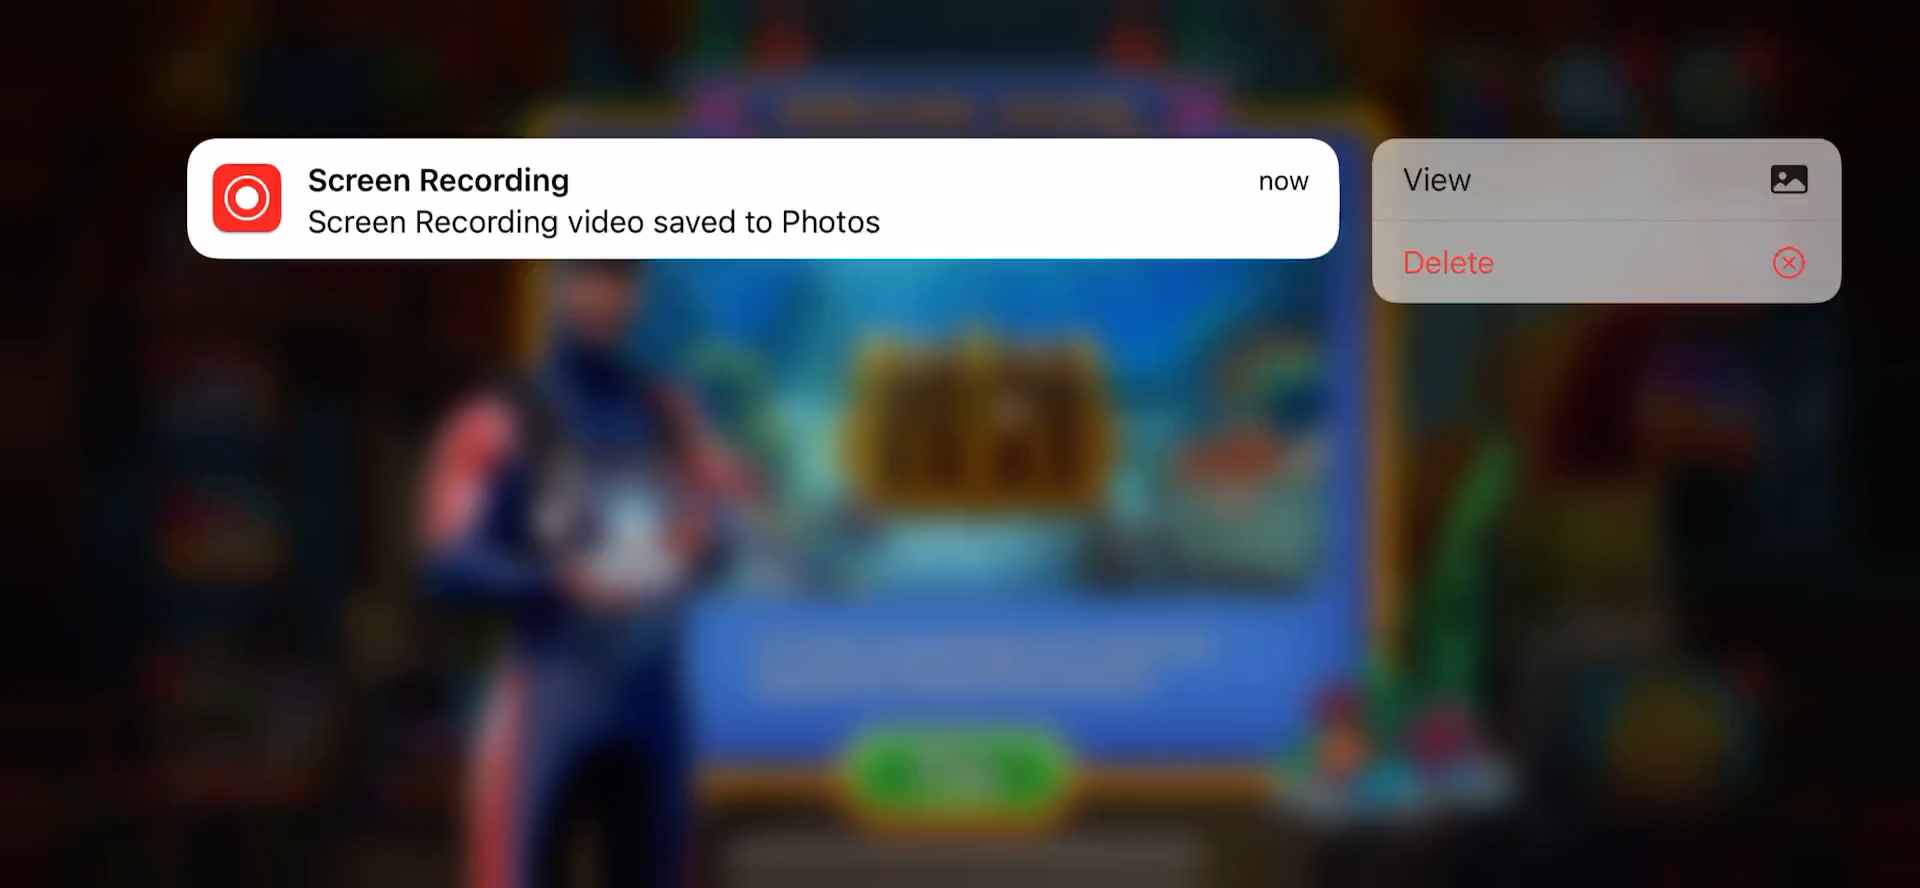 Screen Recording
now
Screen Recording video saved to Photos
View
Delete